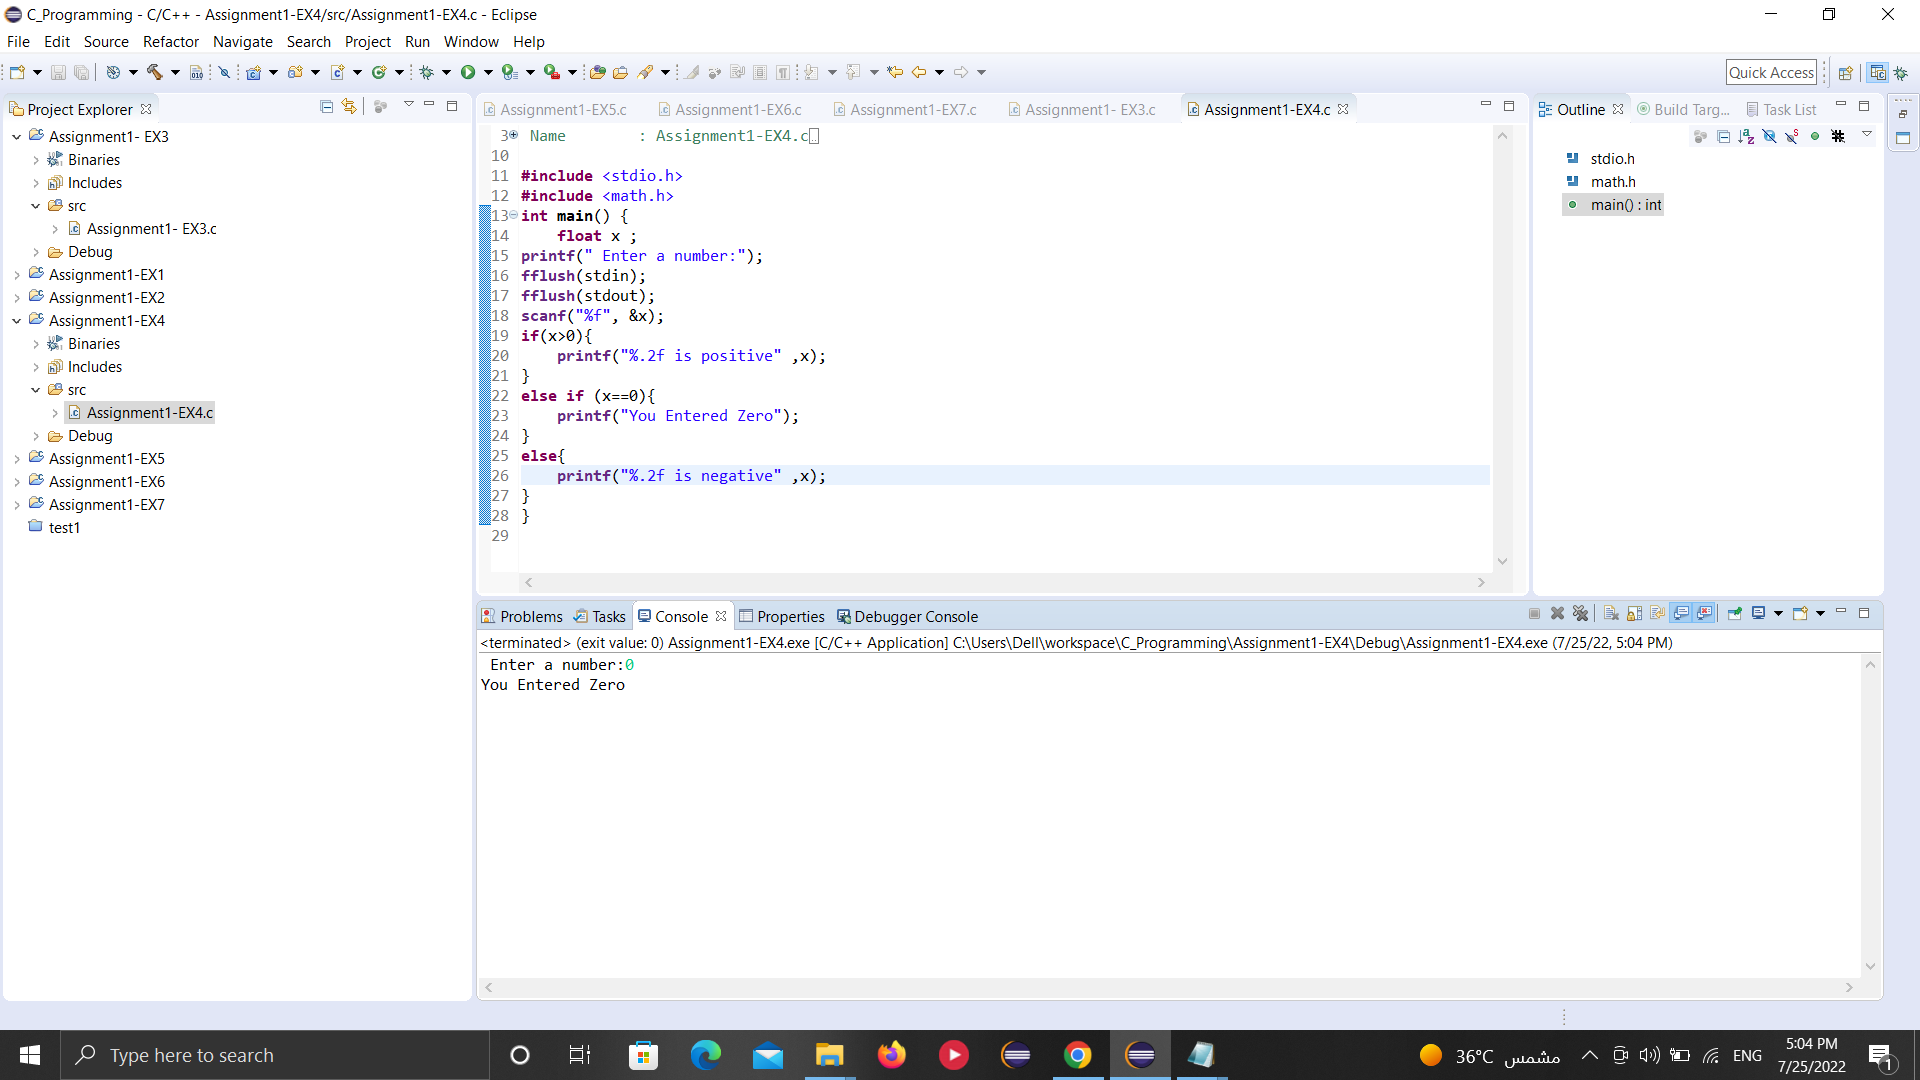 C_Programming - C/C++ - Assignment1-EX4/src/Assignment1-EX4.c - Eclipse
File Edit Source Refactor Navigate Search Project Run Window Help
Quick Access
Project Explorer
Assignment1- EX3
Binaries
Includes
src
Assignment1- EX3.c
Debug
Assignment1-EX1
Assignment1-EX2
Assignment1-EX4
Binaries
Includes
src
Assignment1-EX4.c
Debug
Assignment1-EX5
Assignment1-EX6
Assignment1-EX7
test1
Assignment1-EX5.c Assignment1-EX6.c Assignment1-EX7.c Assignment1- EX3.c Assignment1-EX4.c
3 Name : Assignment1-EX4.c
10
11 #include <stdio.h>
12 #include <math.h>
13 int main() {
14 float x ;
15 printf(" Enter a number:");
16 fflush(stdin);
17 fflush(stdout);
18 scanf("%f", &x);
19 if(x>0){
20 printf("%.2f is positive" ,x);
21 }
22 else if (x==0){
23 printf("You Entered Zero");
24 }
25 else{
26 printf("%.2f is negative" ,x);
27 }
28 }
29
Outline Build Targ... Task List
stdio.h
math.h
main() : int
Problems Tasks Console Properties Debugger Console
<terminated> (exit value: 0) Assignment1-EX4.exe [C/C++ Application] C:\Users\Dell\workspace\C_Programming\Assignment1-EX4\Debug\Assignment1-EX4.exe (7/25/22, 5:04 PM)
Enter a number:0
You Entered Zero
Type here to search
36°C مشمس
ENG
5:04 PM
7/25/2022
1